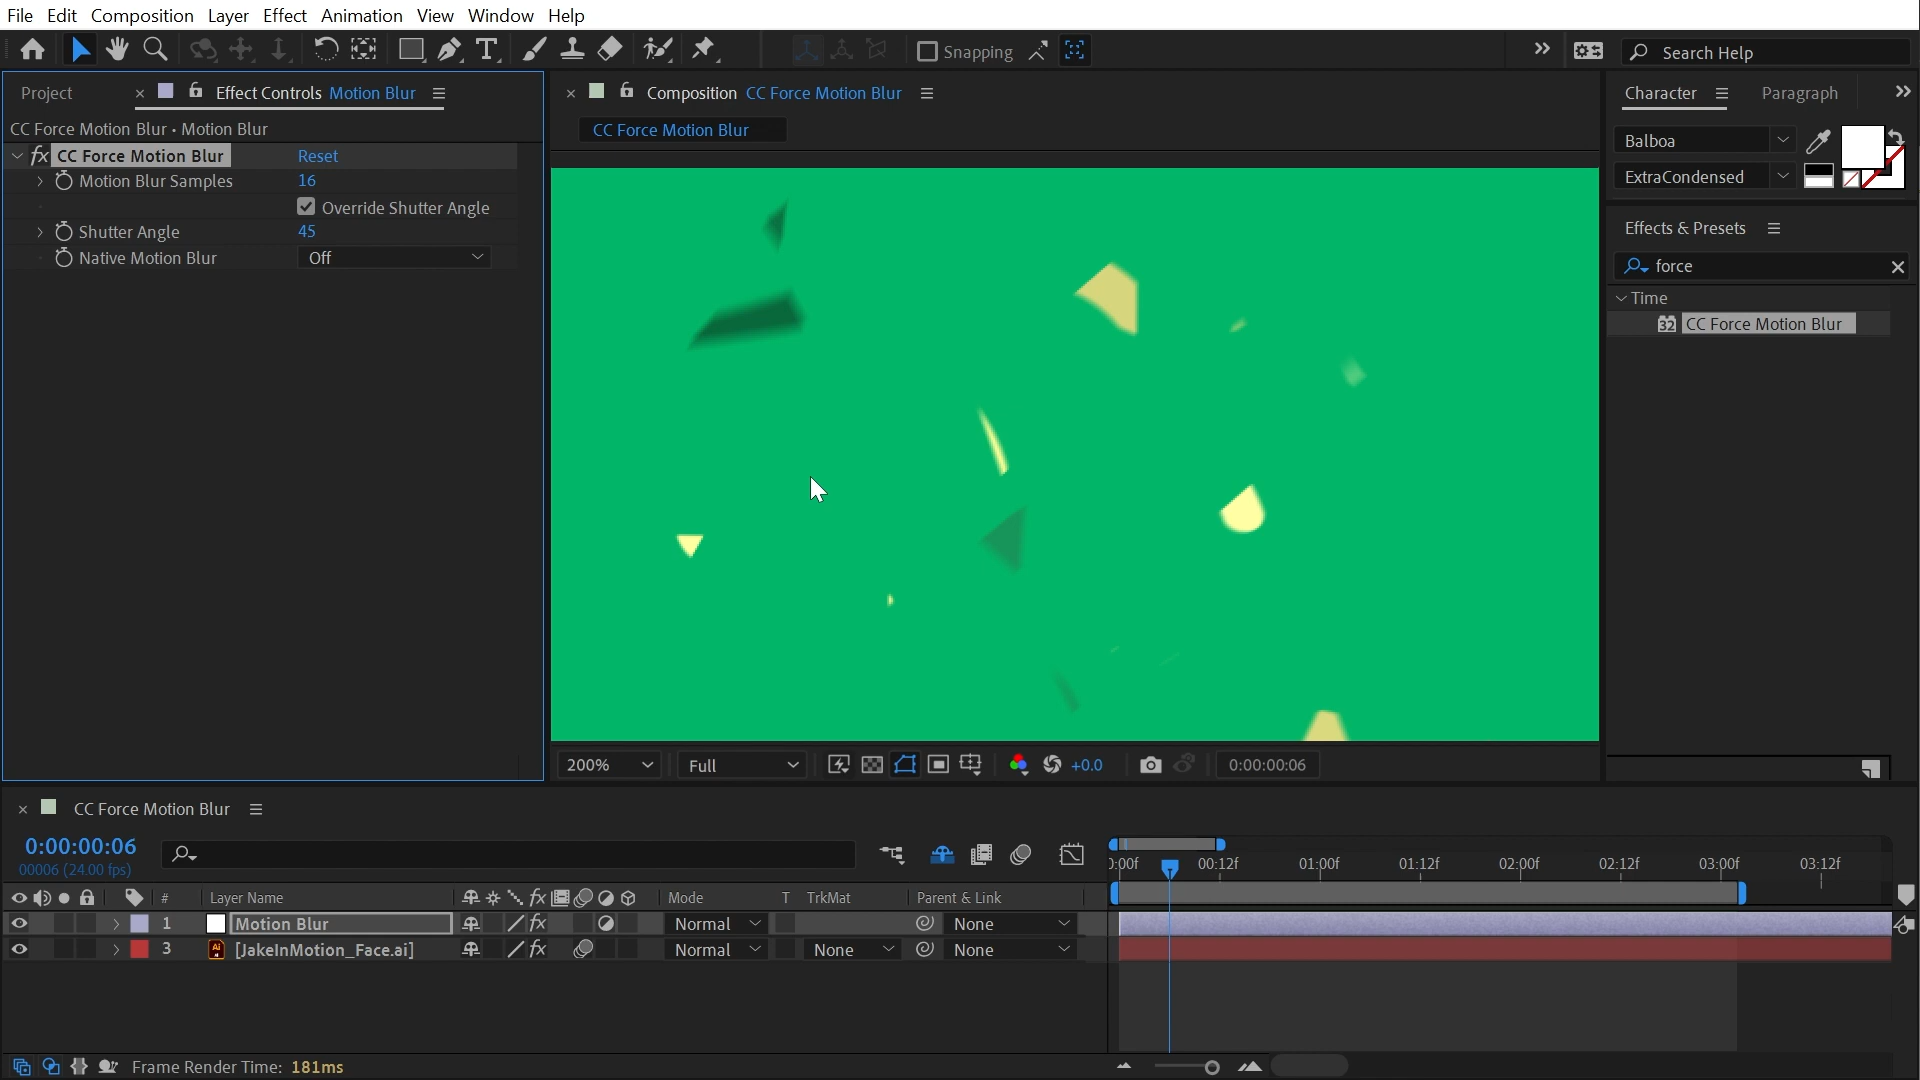 File Edit Composition Layer Effect Animation View Window Help
Snapping
Search Help
Project
Effect Controls Motion Blur
CC Force Motion Blur • Motion Blur
fx CC Force Motion Blur Reset
Motion Blur Samples 16
Override Shutter Angle
Shutter Angle 45
Native Motion Blur Off
Composition CC Force Motion Blur
CC Force Motion Blur
200% Full +0.0 0:00:00:06
Character Paragraph
Balboa
ExtraCondensed
Effects & Presets
force
Time
32 CC Force Motion Blur
CC Force Motion Blur
0:00:00:06
00006 (24.00 fps)
# Layer Name fx Mode T TrkMat Parent & Link
1 Motion Blur fx Normal None
3 Ai [JakeInMotion_Face.ai] fx Normal None None
):00f 00:12f 01:00f 01:12f 02:00f 02:12f 03:00f 03:12f
Frame Render Time: 181ms